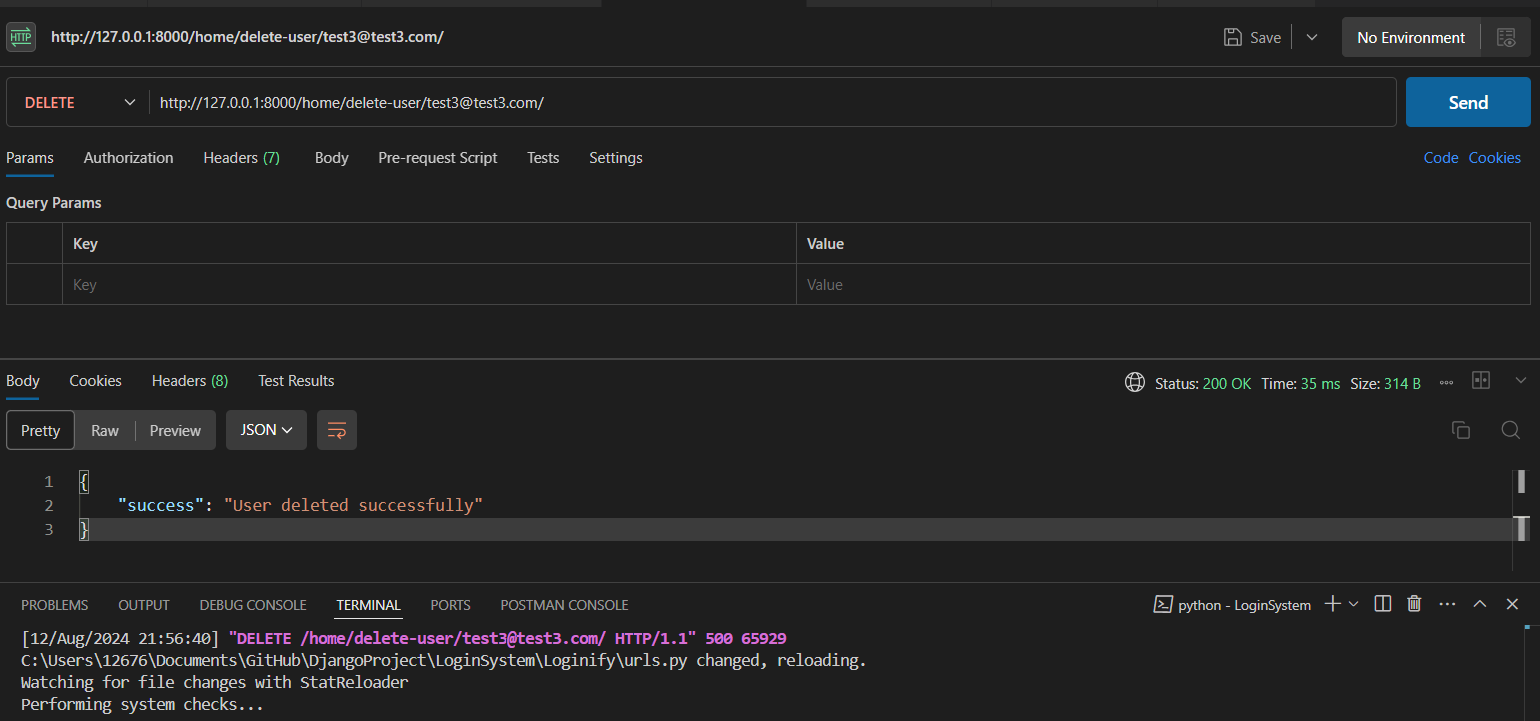 HTTP http://127.0.0.1:8000/home/delete-user/test3@test3.com/ Save No Environment
DELETE http://127.0.0.1:8000/home/delete-user/test3@test3.com/ Send
Params Authorization Headers (7) Body Pre-request Script Tests Settings Code Cookies
Query Params
Key Value
Key Value
Body Cookies Headers (8) Test Results Status: 200 OK Time: 35 ms Size: 314 B
Pretty Raw Preview JSON
1 {
2 "success": "User deleted successfully"
3 }
PROBLEMS OUTPUT DEBUG CONSOLE TERMINAL PORTS POSTMAN CONSOLE python - LoginSystem
[12/Aug/2024 21:56:40] "DELETE /home/delete-user/test3@test3.com/ HTTP/1.1" 500 65929
C:\Users\12676\Documents\GitHub\DjangoProject\LoginSystem\Loginify\urls.py changed, reloading.
Watching for file changes with StatReloader
Performing system checks...